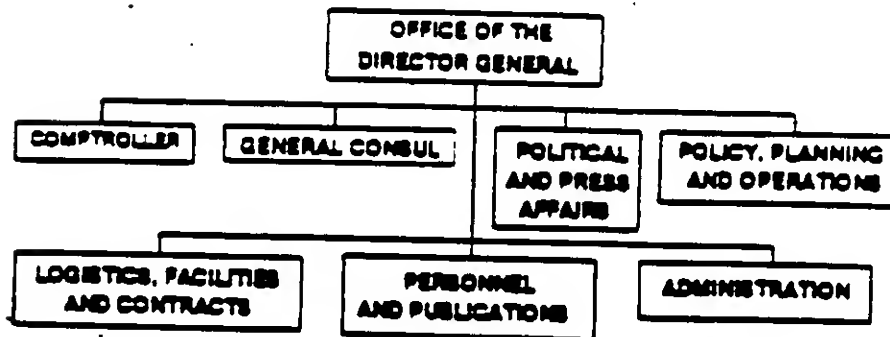 OFFICE OF THE
DIRECTOR GENERAL
COMPTROLLER
GENERAL CONSUL
POLITICAL
AND PRESS
AFFAIRS
POLICY, PLANNING
AND OPERATIONS
LOGISTICS, FACILITIES
AND CONTRACTS
PERSONNEL
AND PUBLICATIONS
ADMINISTRATION